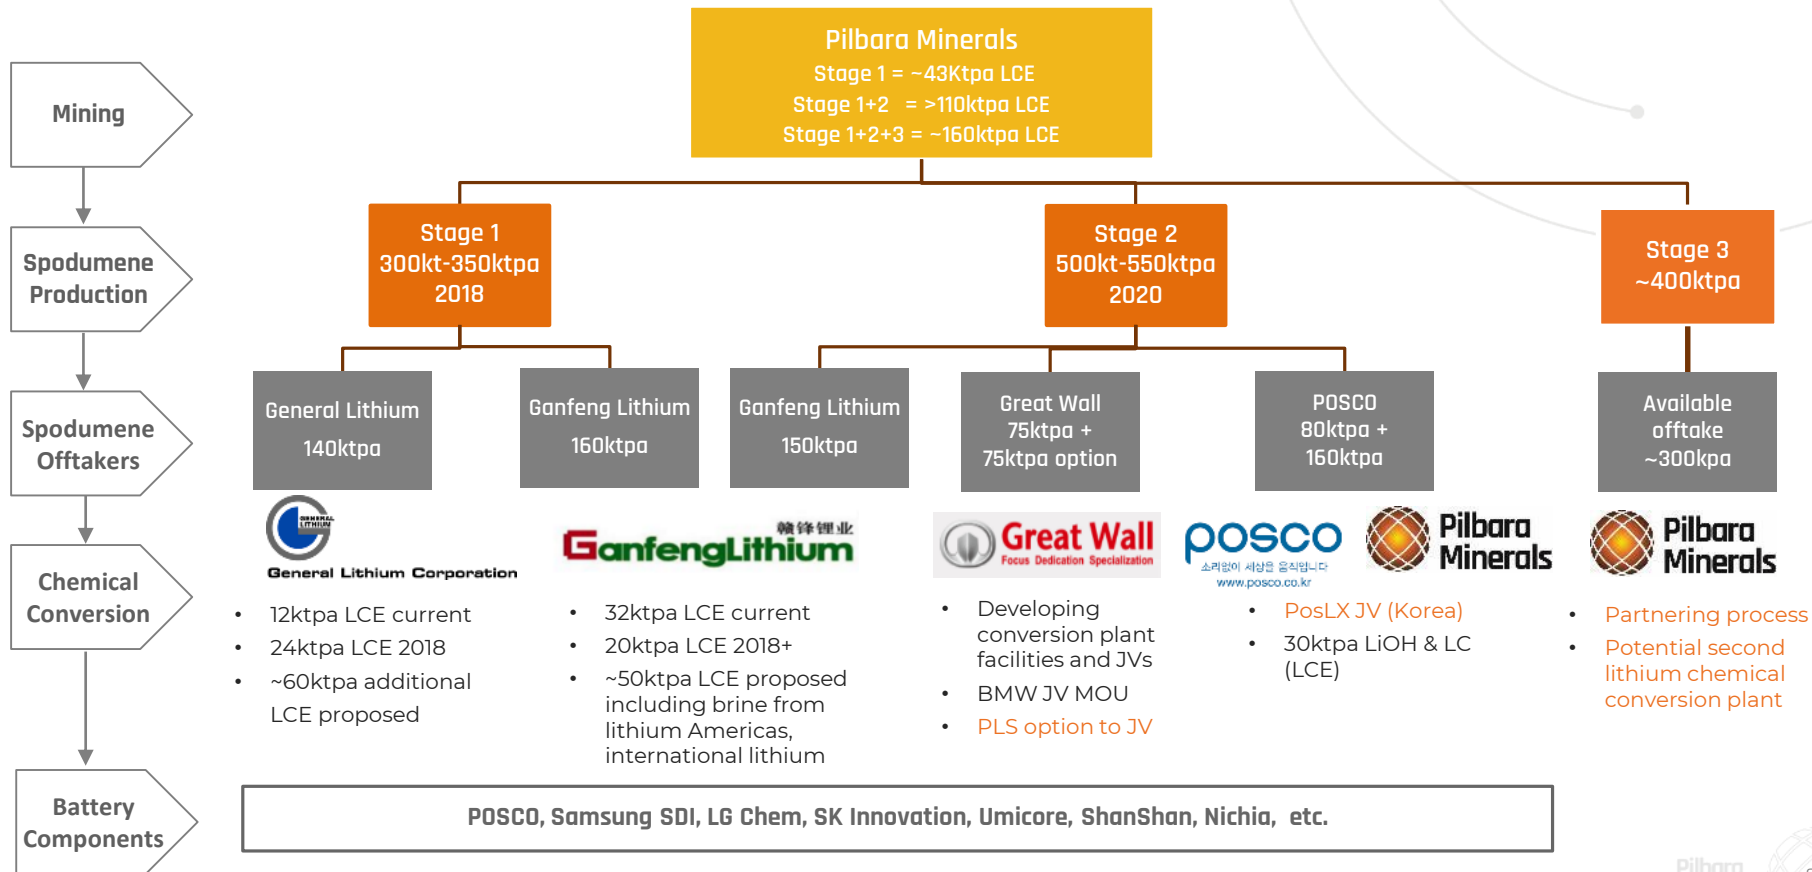 Pilbara Minerals
Stage 1 = ~43Ktpa LCE
Stage 1+2 = >110ktpa LCE
Stage 1+2+3 = ~160ktpa LCE
Mining
Spodumene
Production
Stage 1
300kt-350ktpa
2018
Stage 2
500kt-550ktpa
2020
Stage 3
~400ktpa
Spodumene
Offtakers
General Lithium
140ktpa
Ganfeng Lithium
160ktpa
Ganfeng Lithium
150ktpa
Great Wall
75ktpa +
75ktpa option
POSCO
80ktpa +
160ktpa
Available
offtake
~300kpa
Chemical
Conversion
GENERAL
LITHIUM
General Lithium Corporation
赣锋锂业
GanfengLithium
Great Wall
Focus Dedication Specialization
posco
소리없이 세상을 움직입니다
www.posco.co.kr
Pilbara
Minerals
Pilbara
Minerals
• 12ktpa LCE current
• 24ktpa LCE 2018
• ~60ktpa additional
LCE proposed
• 32ktpa LCE current
• 20ktpa LCE 2018+
• ~50ktpa LCE proposed
including brine from
lithium Americas,
international lithium
• Developing
conversion plant
facilities and JVs
• BMW JV MOU
• PLS option to JV
• PosLX JV (Korea)
• 30ktpa LiOH & LC
(LCE)
• Partnering process
• Potential second
lithium chemical
conversion plant
Battery
Components
POSCO, Samsung SDI, LG Chem, SK Innovation, Umicore, ShanShan, Nichia, etc.
Pilbara